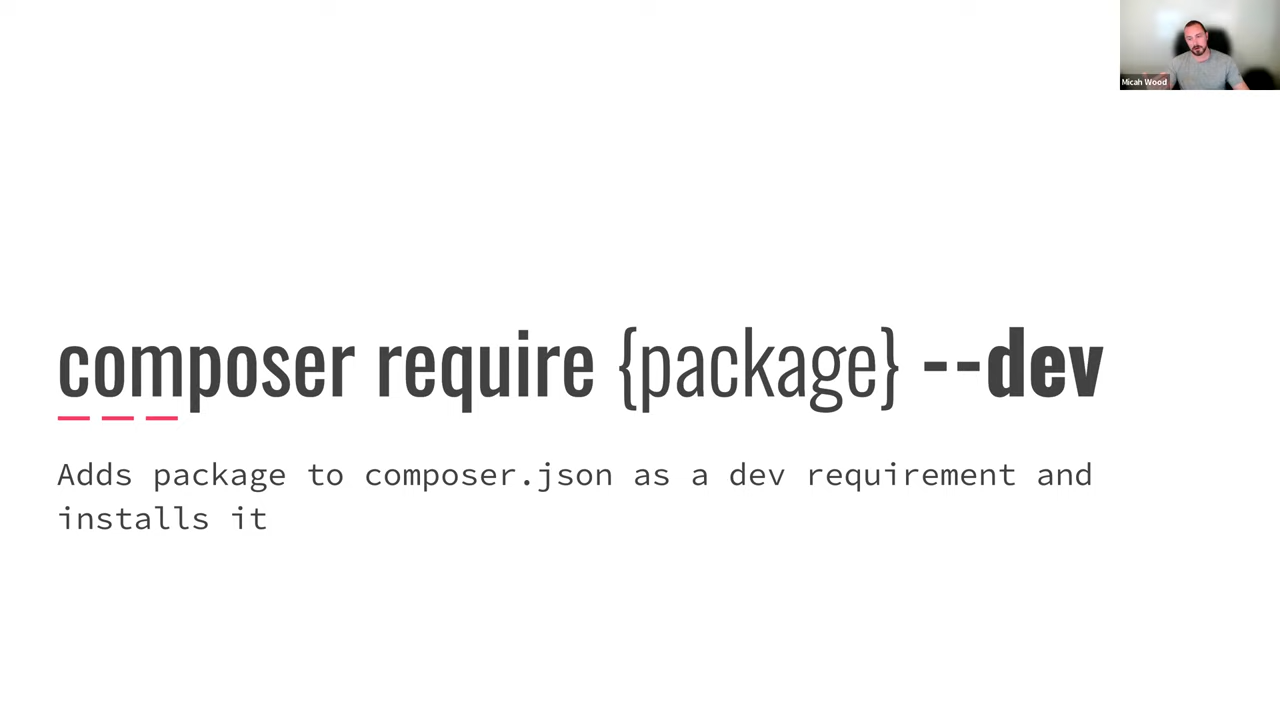 Micah Wood
composer require {package} --dev
Adds package to composer.json as a dev requirement and
installs it